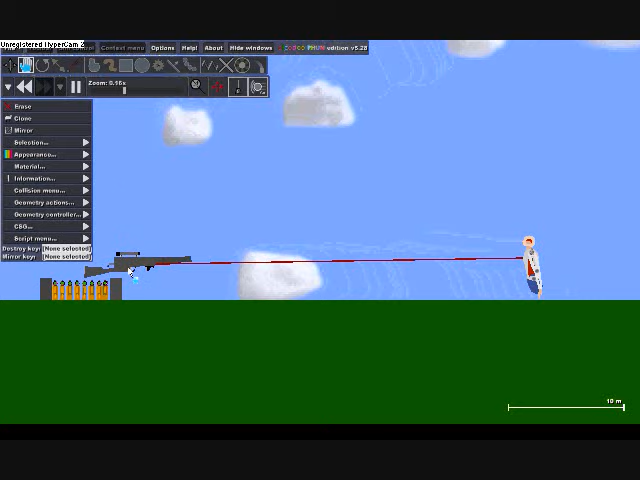 Unregistered HyperCam 2
Context menu Options Help! About Hide windows PHUN edition v5.28
Zoom: 0.16x
Erase
Clone
Mirror
Selection...
Appearance...
Material...
Information...
Collision menu...
Geometry actions...
Geometry controller...
CSG...
Script menu...
Destroy key: [None selected]
Mirror key: [None selected]
10 m